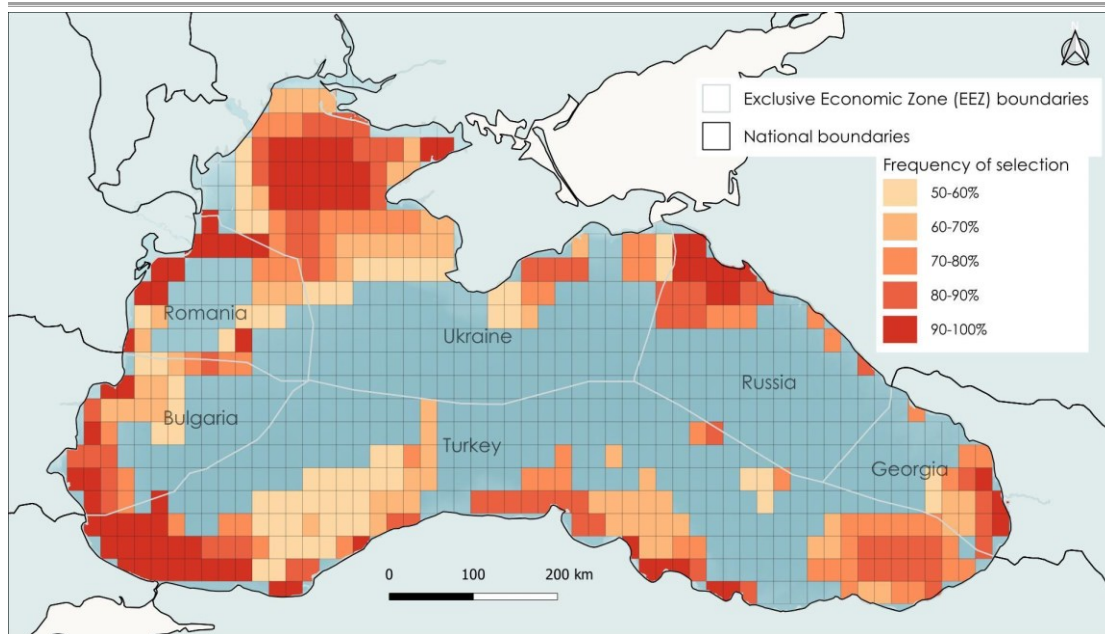 N
Exclusive Economic Zone (EEZ) boundaries
National boundaries
Frequency of selection
50-60%
60-70%
70-80%
80-90%
90-100%
Romania
Ukraine
Russia
Bulgaria
Turkey
Georgia
0 100 200 km